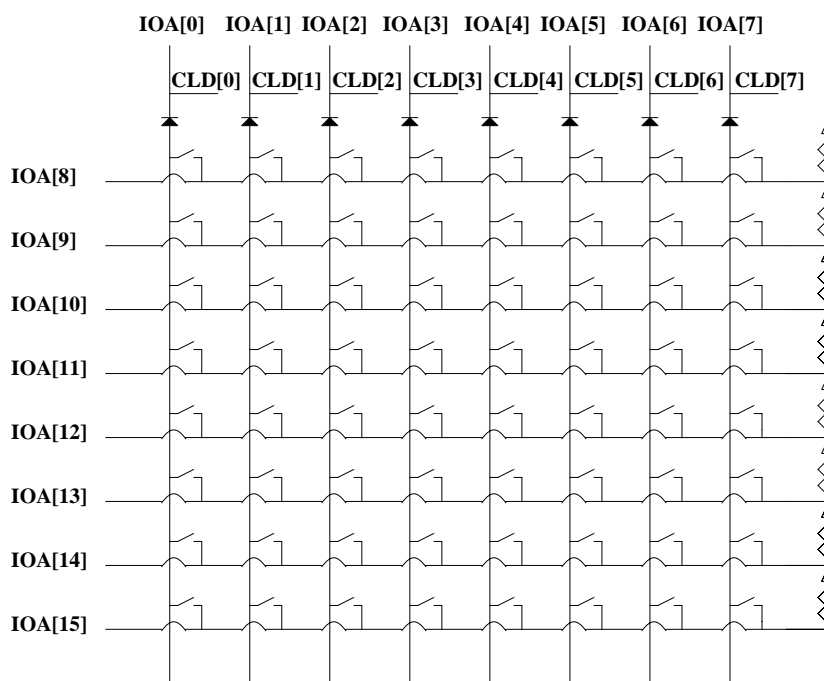 IOA[0] IOA[1] IOA[2] IOA[3] IOA[4] IOA[5] IOA[6] IOA[7]
CLD[0] CLD[1] CLD[2] CLD[3] CLD[4] CLD[5] CLD[6] CLD[7]
IOA[8]
IOA[9]
IOA[10]
IOA[11]
IOA[12]
IOA[13]
IOA[14]
IOA[15]